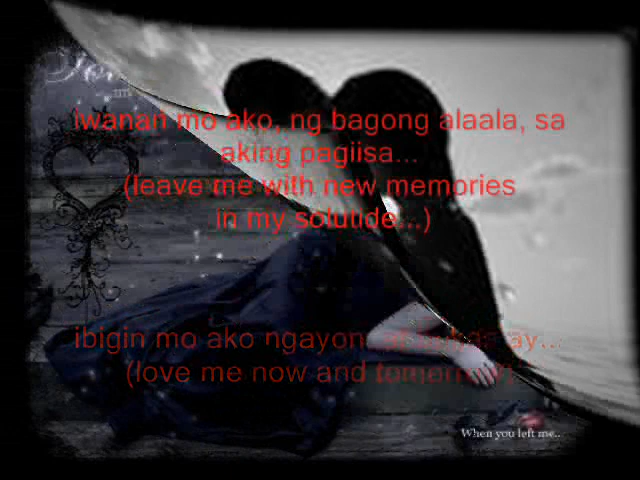 iwanan mo ako, ng bagong alaala, sa
aking pagiisa...
(leave me with new memories
in my solutide...)
ibigin mo ako ngayon, ay...
(love me now and tomorrow)
When you left me...